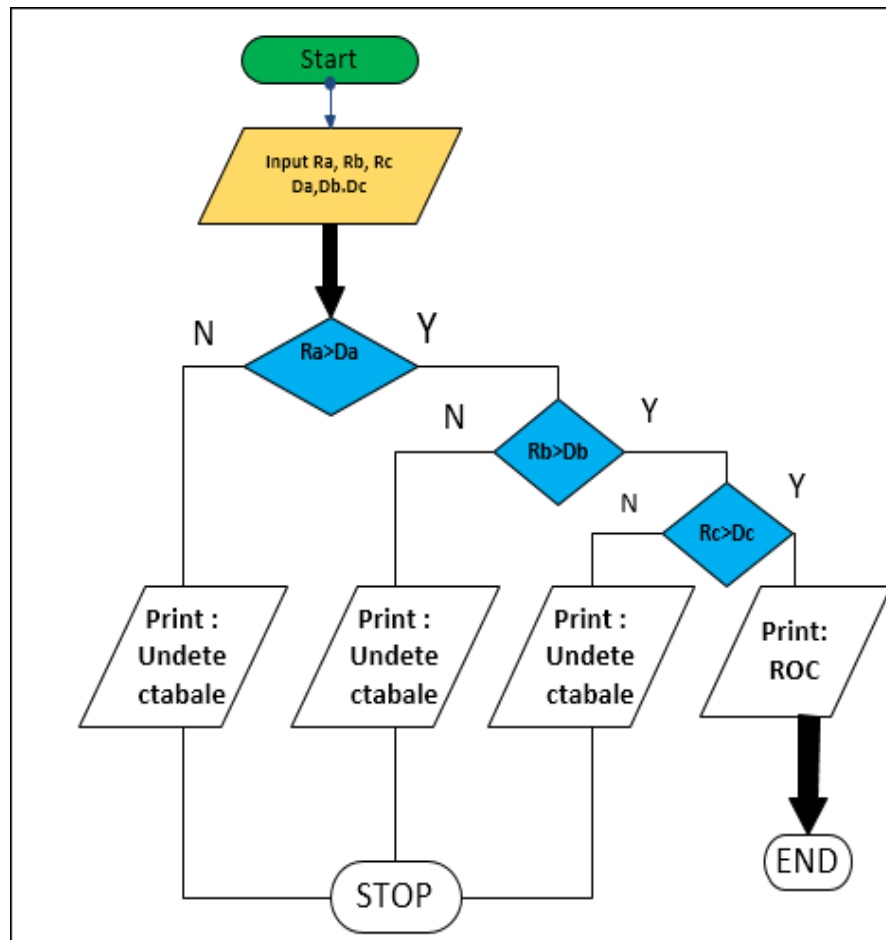 Start
Input Ra, Rb, Rc
Da,Db.Dc
N
Y
Ra>Da
N
Y
Rb>Db
N
Y
Rc>Dc
Print :
Undete
ctabale
Print :
Undete
ctabale
Print :
Undete
ctabale
Print:
ROC
STOP
END